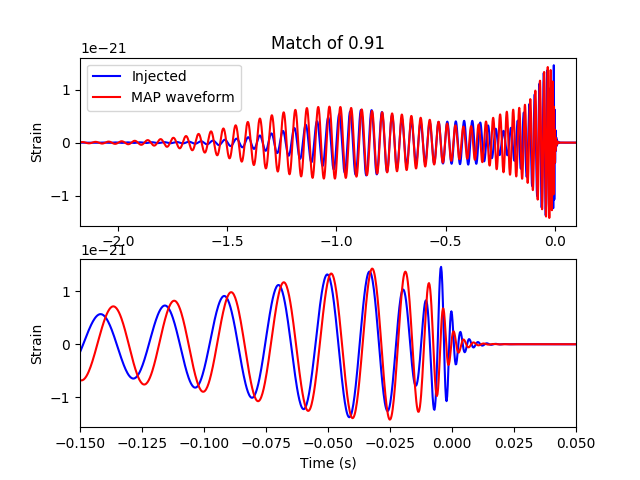 Match of 0.91
1e−21
Injected
MAP waveform
Strain
1
0
−1
−2.0 −1.5 −1.0 −0.5 0.0
1e−21
Strain
1
0
−1
−0.150 −0.125 −0.100 −0.075 −0.050 −0.025 0.000 0.025 0.050
Time (s)